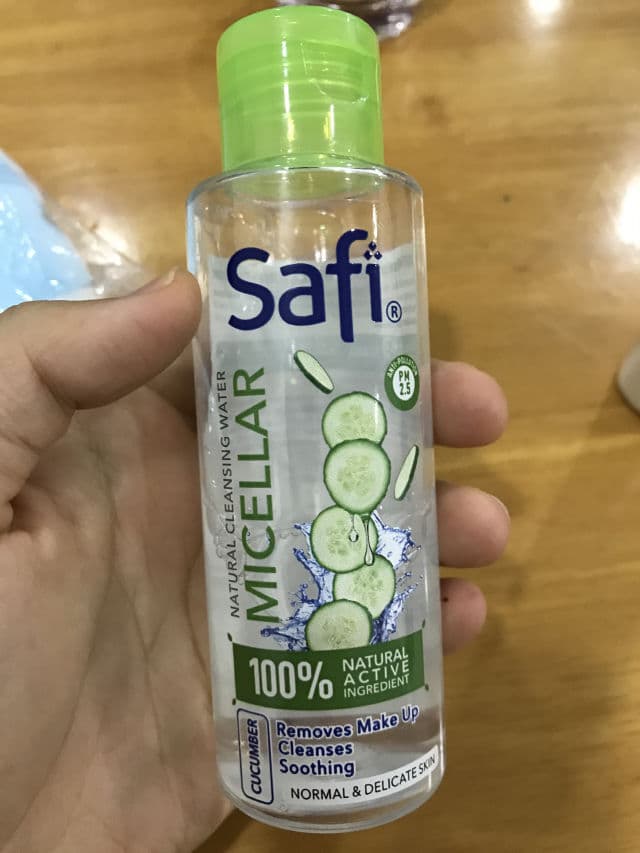 Safi®
ANTI-POLLUTION
PM
2.5
NATURAL CLEANSING WATER
MICELLAR
100%
NATURAL
ACTIVE
INGREDIENT
CUCUMBER
Removes Make Up
Cleanses
Soothing
NORMAL & DELICATE SKIN